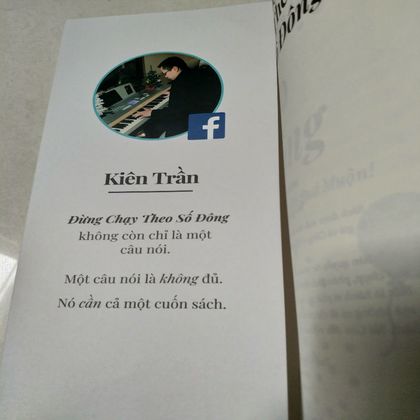 Kiên Trần
Đừng Chạy Theo Số Đông
không còn chỉ là một
câu nói.
Một câu nói là không đủ.
Nó cần cả một cuốn sách.
Đông